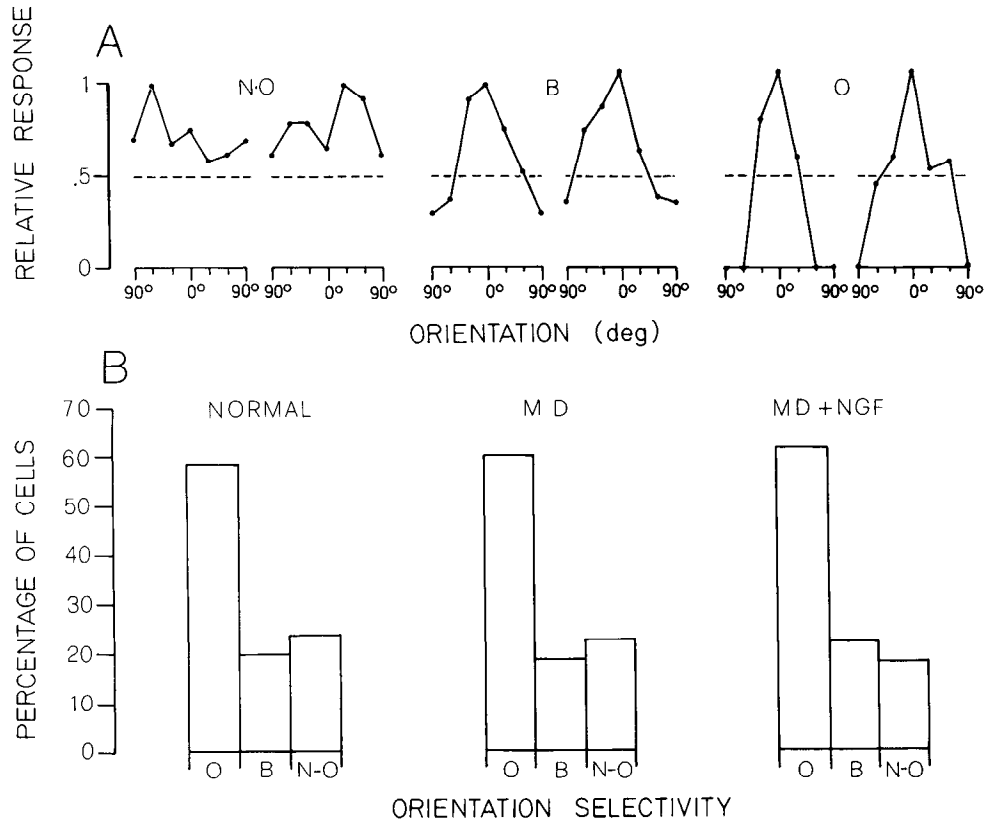 A
RELATIVE RESPONSE
1
.5
0
N·O
B
O
90° 0° 90° 90° 0° 90°
90° 0° 90° 90° 0° 90°
90° 0° 90° 90° 0° 90°
ORIENTATION (deg)
B
PERCENTAGE OF CELLS
70
60
50
40
30
20
10
0
NORMAL
MD
MD+NGF
O B N-O
O B N-O
O B N-O
ORIENTATION SELECTIVITY